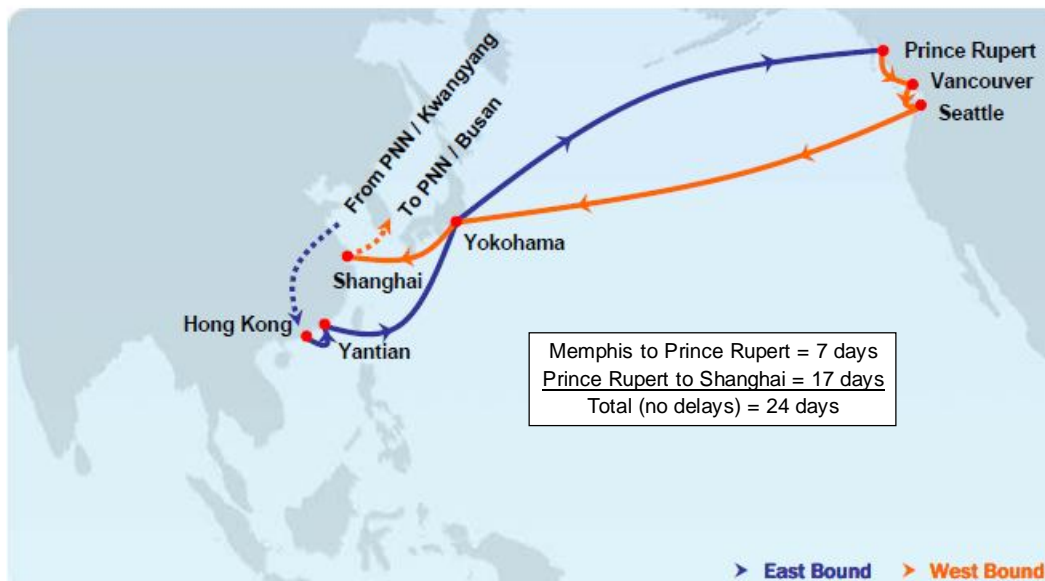 Prince Rupert
Vancouver
Seattle
From PNN / Kwangyang
To PNN / Busan
Yokohama
Shanghai
Hong Kong
Yantian
Memphis to Prince Rupert = 7 days
Prince Rupert to Shanghai = 17 days
Total (no delays) = 24 days
East Bound
West Bound